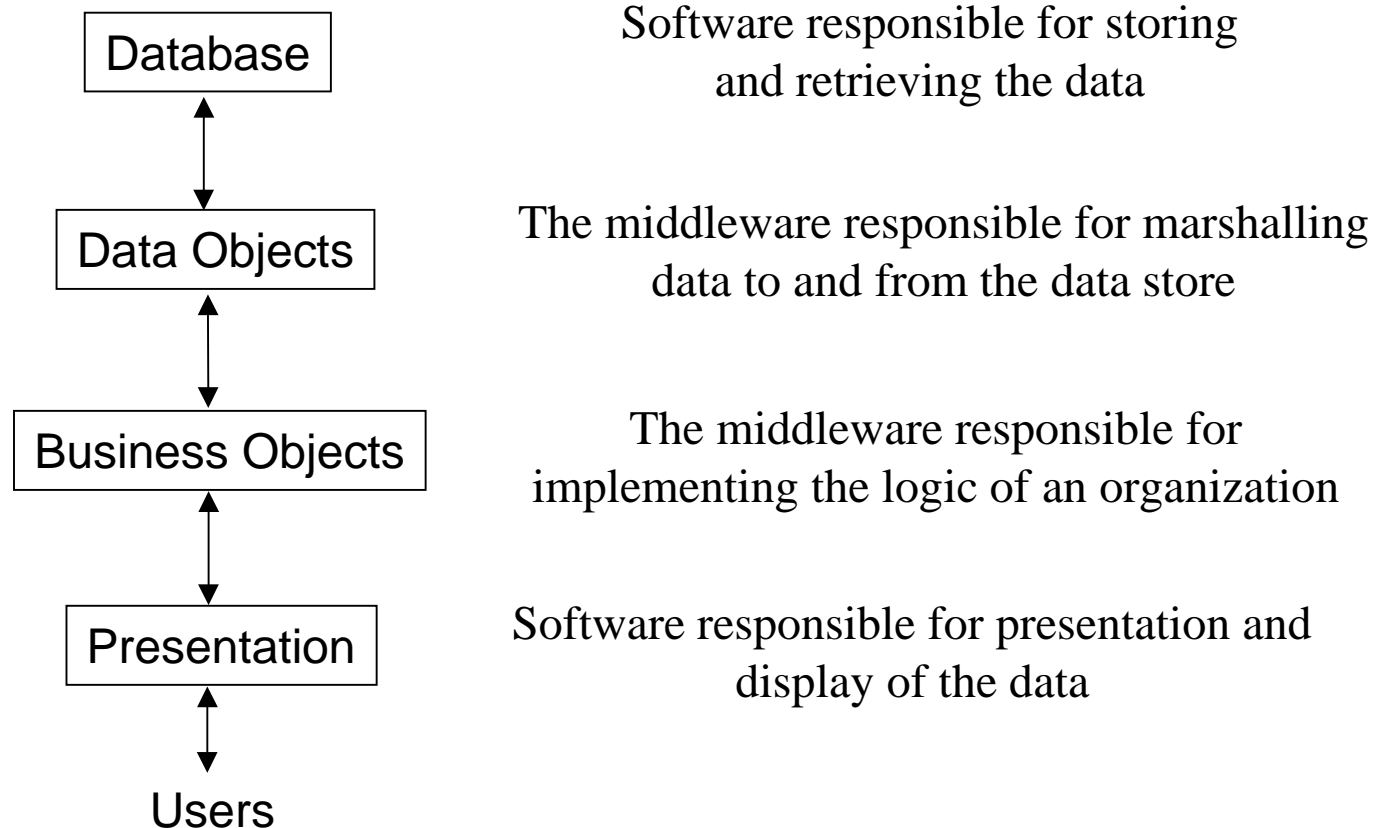 Database
Software responsible for storing
and retrieving the data
Data Objects
The middleware responsible for marshalling
data to and from the data store
Business Objects
The middleware responsible for
implementing the logic of an organization
Presentation
Software responsible for presentation and
display of the data
Users